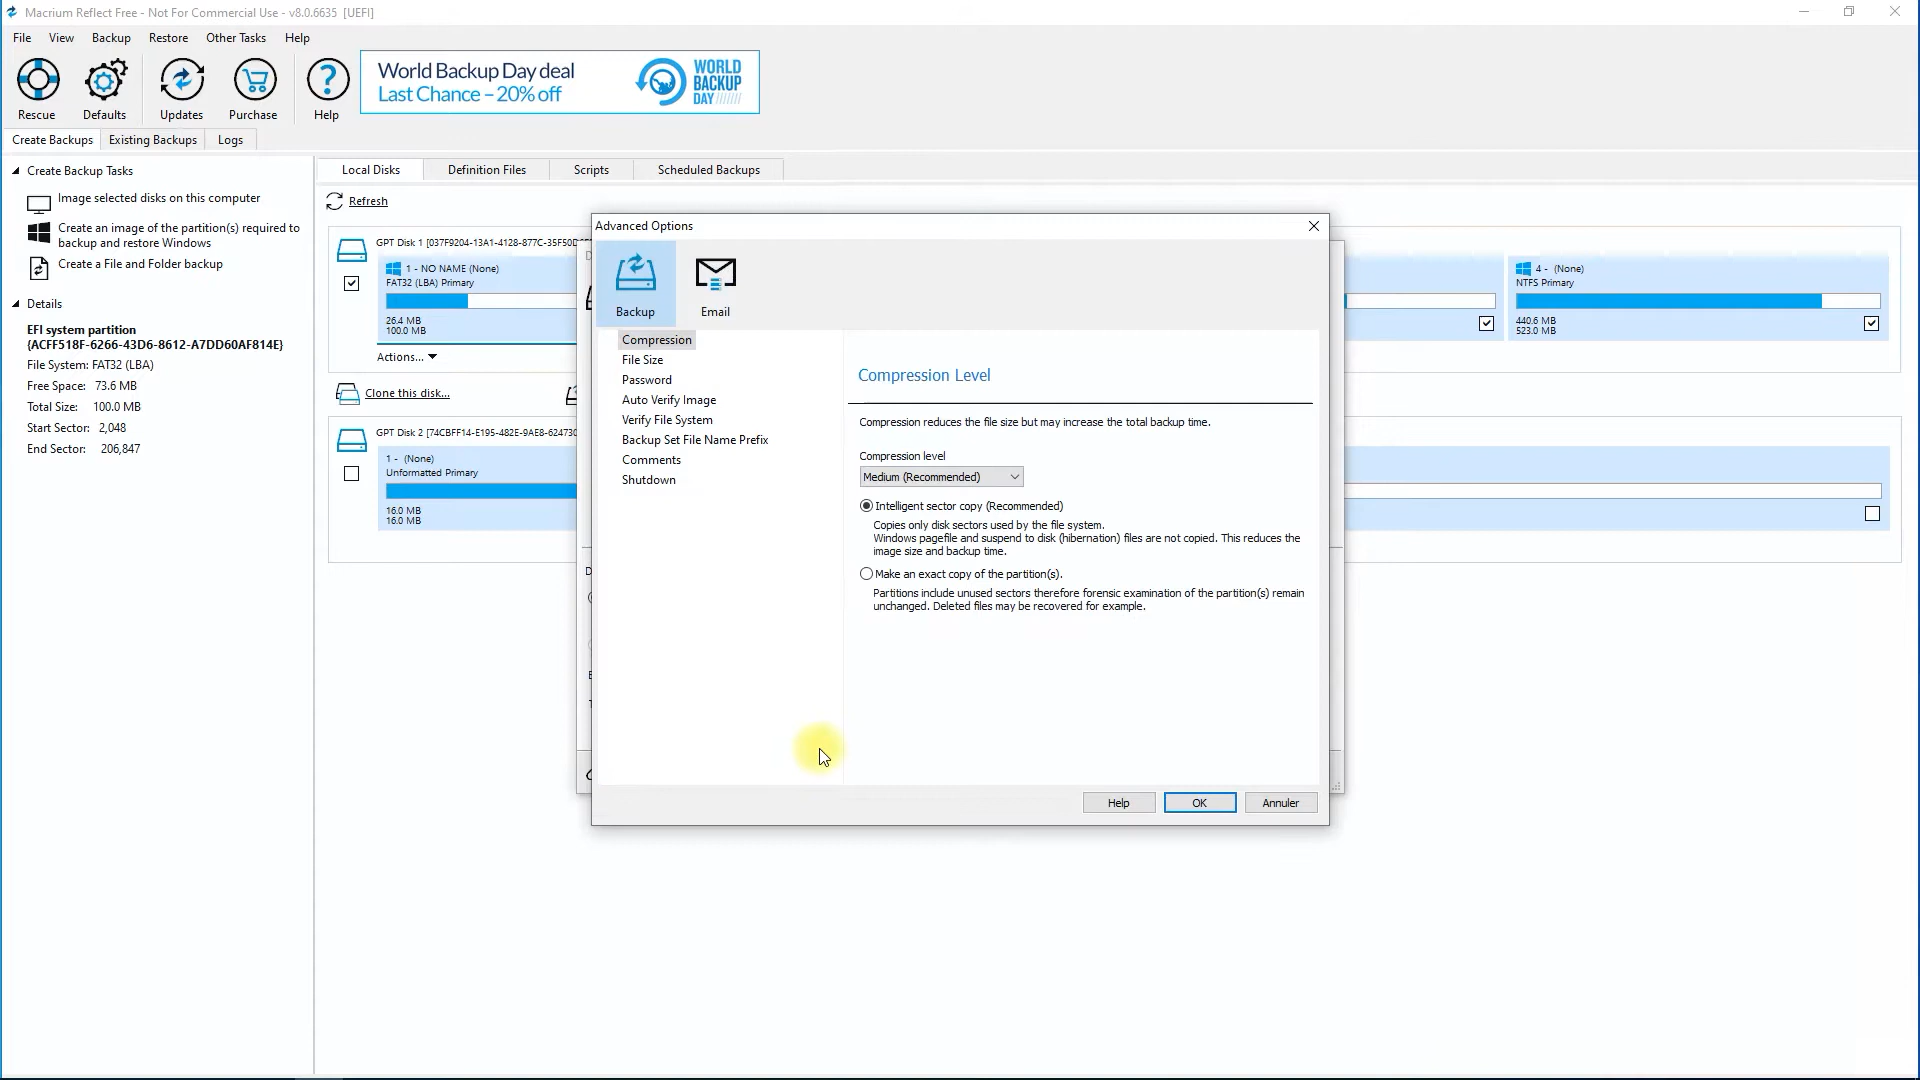 Macrium Reflect Free - Not For Commercial Use - v8.0.6635 [UEFI]
File View Backup Restore Other Tasks Help
World Backup Day deal
Last Chance – 20% off
WORLD
BACKUP
DAY
Rescue Defaults Updates Purchase Help
Create Backups Existing Backups Logs
Create Backup Tasks
Image selected disks on this computer
Create an image of the partition(s) required to
backup and restore Windows
Create a File and Folder backup
Details
EFI system partition
{ACFF518F-6266-43D6-8612-A7DD60AF814E}
File System: FAT32 (LBA)
Free Space: 73.6 MB
Total Size: 100.0 MB
Start Sector: 2,048
End Sector: 206,847
Local Disks Definition Files Scripts Scheduled Backups
Refresh
GPT Disk 1 [037F9204-13A1-4128-877C-35F50D
1 - NO NAME (None)
FAT32 (LBA) Primary
26.4 MB
100.0 MB
Actions...
4 - (None)
NTFS Primary
440.6 MB
523.0 MB
Clone this disk...
GPT Disk 2 [74CBFF14-E195-482E-9AE8-624730
1 - (None)
Unformatted Primary
16.0 MB
16.0 MB
Advanced Options
Backup Email
Compression
File Size
Password
Auto Verify Image
Verify File System
Backup Set File Name Prefix
Comments
Shutdown
Compression Level
Compression reduces the file size but may increase the total backup time.
Compression level
Medium (Recommended)
Intelligent sector copy (Recommended)
Copies only disk sectors used by the file system.
Windows pagefile and suspend to disk (hibernation) files are not copied. This reduces the
image size and backup time.
Make an exact copy of the partition(s).
Partitions include unused sectors therefore forensic examination of the partition(s) remain
unchanged. Deleted files may be recovered for example.
Help OK Annuler